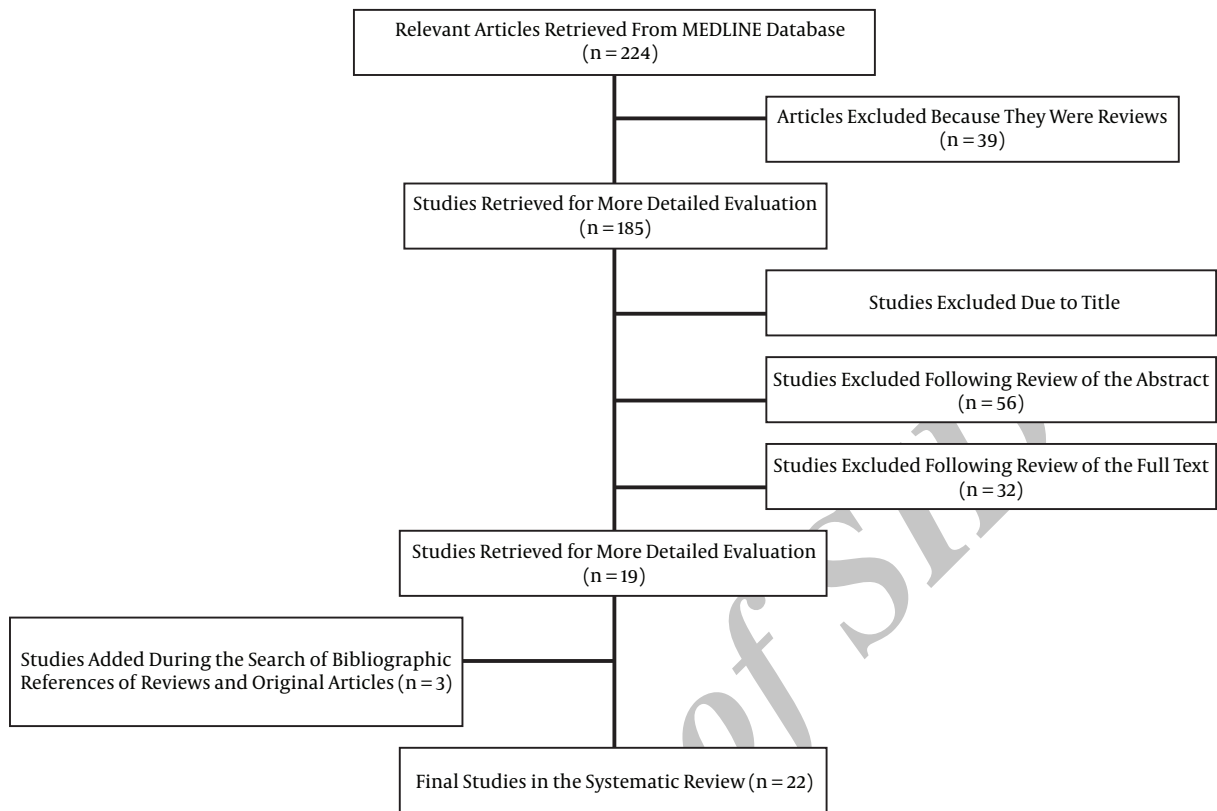 Relevant Articles Retrieved From MEDLINE Database
(n = 224)
Articles Excluded Because They Were Reviews
(n = 39)
Studies Retrieved for More Detailed Evaluation
(n = 185)
Studies Excluded Due to Title
Studies Excluded Following Review of the Abstract
(n = 56)
Studies Excluded Following Review of the Full Text
(n = 32)
Studies Retrieved for More Detailed Evaluation
(n = 19)
Studies Added During the Search of Bibliographic
References of Reviews and Original Articles (n = 3)
Final Studies in the Systematic Review (n = 22)
of